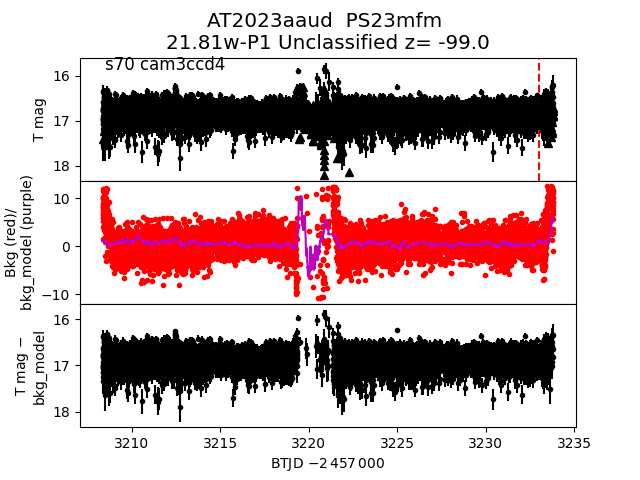 AT2023aaud  PS23mfm
21.81w-P1 Unclassified z= -99.0
s70 cam3ccd4
T mag
16
17
18
Bkg (red)/
bkg_model (purple)
10
0
−10
T mag −
bkg_model
16
17
18
3210
3215
3220
3225
3230
3235
BTJD −2 457 000